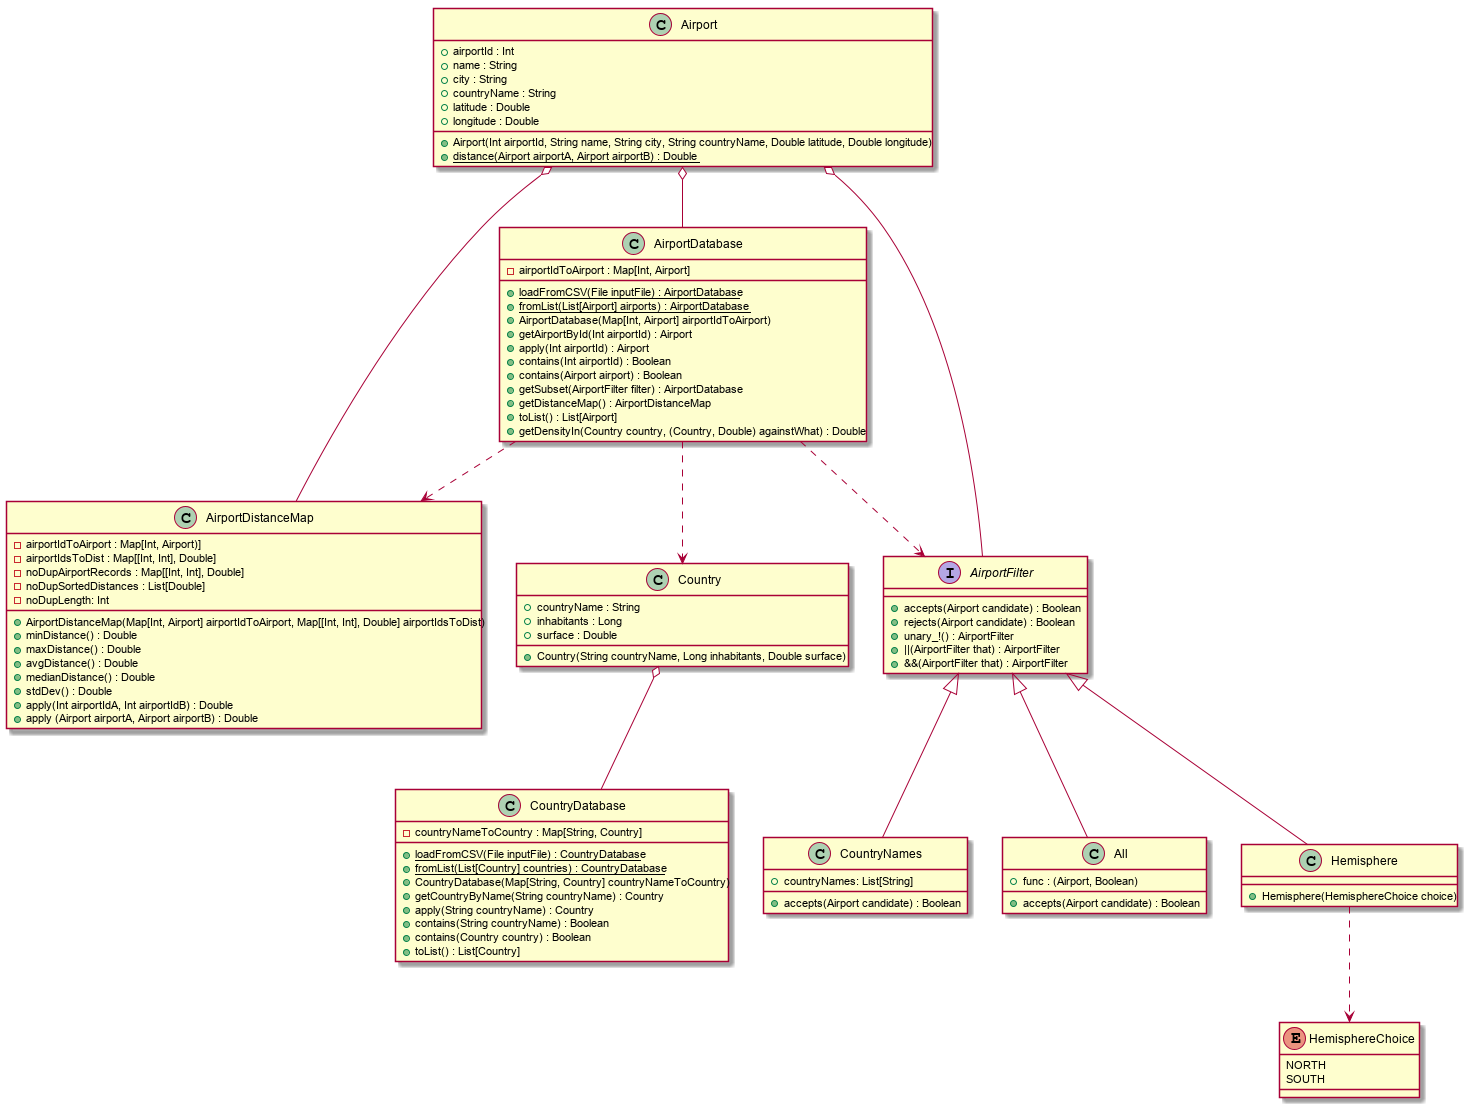 C Airport
airportId : Int
name : String
city : String
countryName : String
latitude : Double
longitude : Double
Airport(Int airportId, String name, String city, String countryName, Double latitude, Double longitude)
distance(Airport airportA, Airport airportB) : Double
C AirportDatabase
airportIdToAirport : Map[Int, Airport]
loadFromCSV(File inputFile) : AirportDatabase
fromList(List[Airport] airports) : AirportDatabase
AirportDatabase(Map[Int, Airport] airportIdToAirport)
getAirportById(Int airportId) : Airport
apply(Int airportId) : Airport
contains(Int airportId) : Boolean
contains(Airport airport) : Boolean
getSubset(AirportFilter filter) : AirportDatabase
getDistanceMap() : AirportDistanceMap
toList() : List[Airport]
getDensityIn(Country country, (Country, Double) againstWhat) : Double
C AirportDistanceMap
airportIdToAirport : Map[Int, Airport)]
airportIdsToDist : Map[[Int, Int], Double]
noDupAirportRecords : Map[[Int, Int], Double]
noDupSortedDistances : List[Double]
noDupLength: Int
AirportDistanceMap(Map[Int, Airport] airportIdToAirport, Map[[Int, Int], Double] airportIdsToDist)
minDistance() : Double
maxDistance() : Double
avgDistance() : Double
medianDistance() : Double
stdDev() : Double
apply(Int airportIdA, Int airportIdB) : Double
apply (Airport airportA, Airport airportB) : Double
C Country
countryName : String
inhabitants : Long
surface : Double
Country(String countryName, Long inhabitants, Double surface)
I AirportFilter
accepts(Airport candidate) : Boolean
rejects(Airport candidate) : Boolean
unary_!() : AirportFilter
||(AirportFilter that) : AirportFilter
&&(AirportFilter that) : AirportFilter
C CountryDatabase
countryNameToCountry : Map[String, Country]
loadFromCSV(File inputFile) : CountryDatabase
fromList(List[Country] countries) : CountryDatabase
CountryDatabase(Map[String, Country] countryNameToCountry)
getCountryByName(String countryName) : Country
apply(String countryName) : Country
contains(String countryName) : Boolean
contains(Country country) : Boolean
toList() : List[Country]
C CountryNames
countryNames: List[String]
accepts(Airport candidate) : Boolean
C All
func : (Airport, Boolean)
accepts(Airport candidate) : Boolean
C Hemisphere
Hemisphere(HemisphereChoice choice)
E HemisphereChoice
NORTH
SOUTH